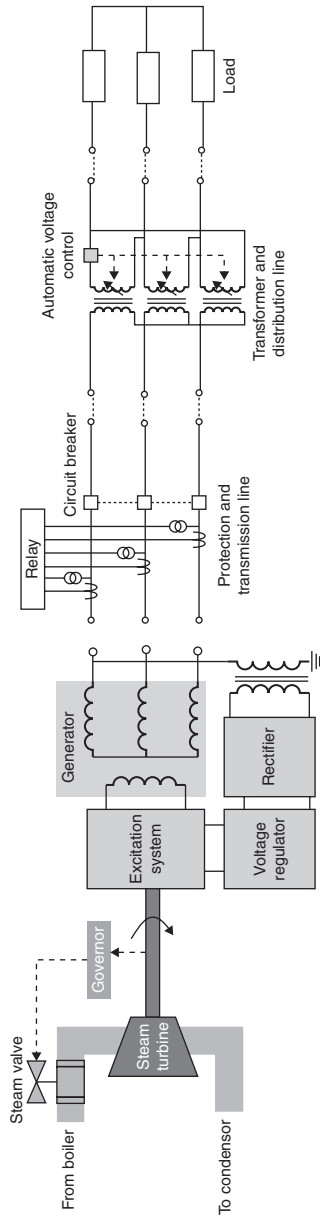 Steam valve
From boiler
To condensor
Steam
turbine
Governor
Excitation
system
Generator
Voltage
regulator
Rectifier
Relay
Circuit breaker
Protection and
transmission line
Automatic voltage
control
Transformer and
distribution line
Load